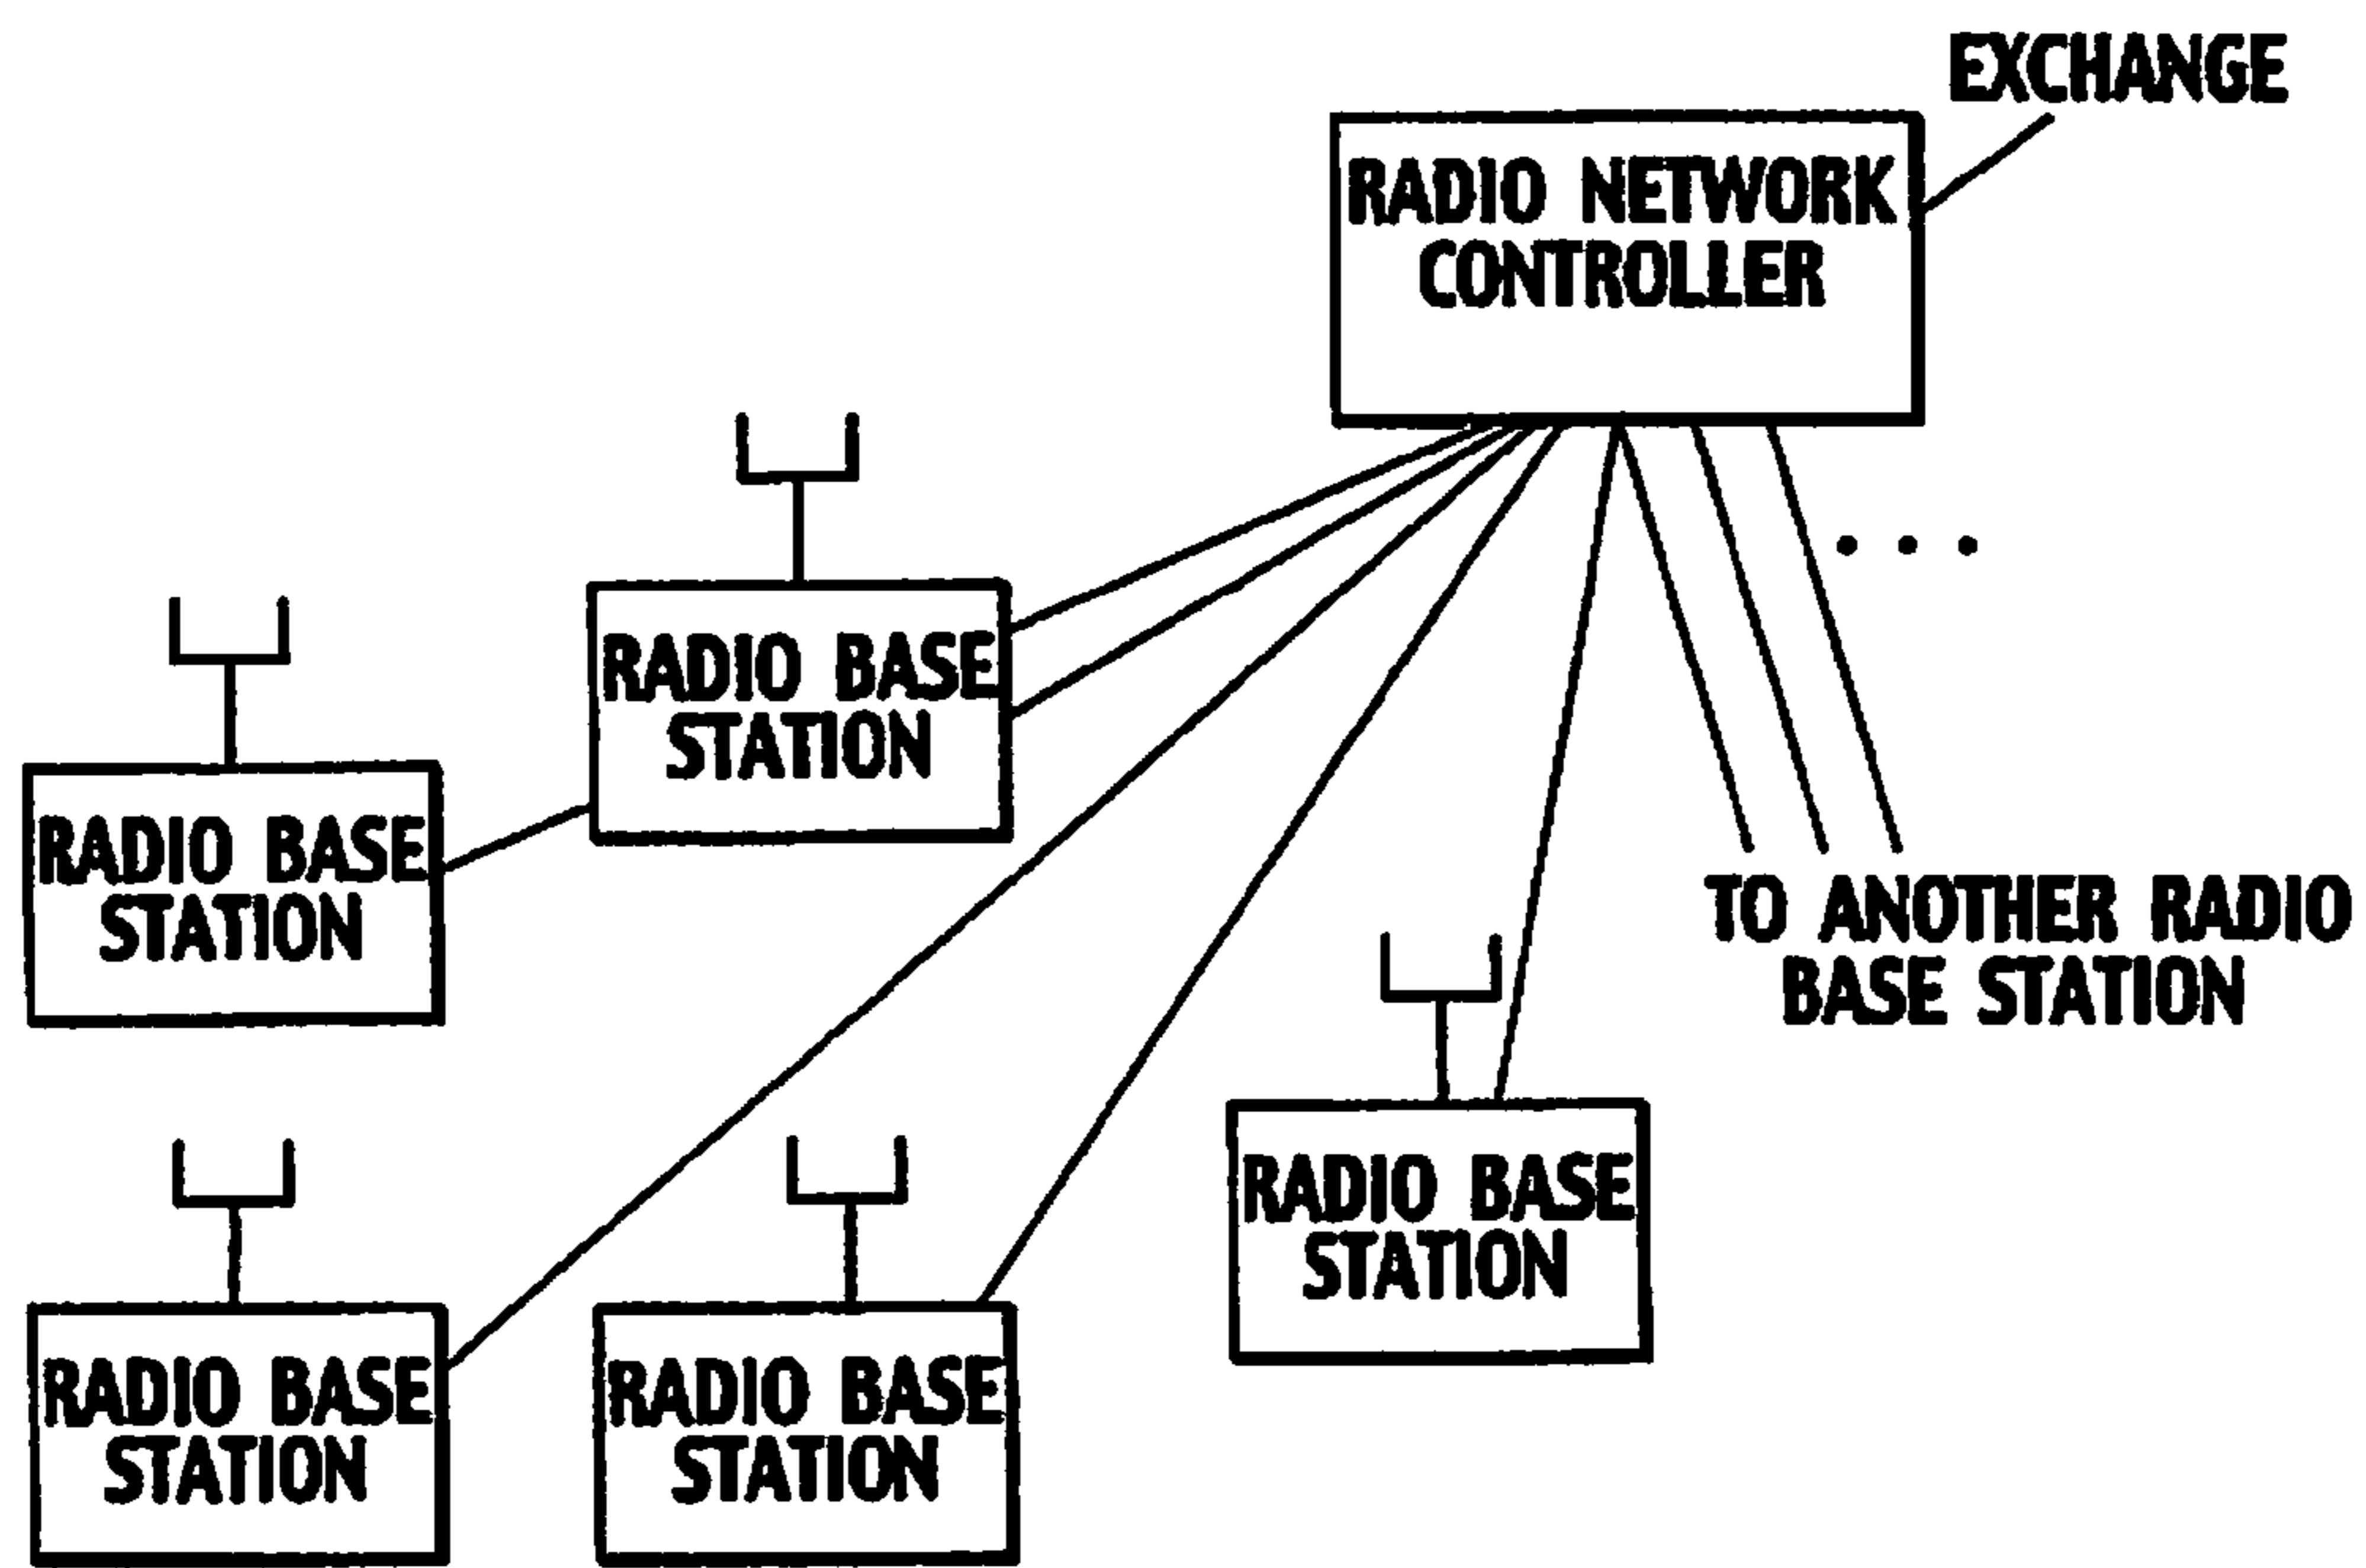 EXCHANGE
RADIO NETWORK
CONTROLLER
RADIO BASE
STATION
RADIO BASE
STATION
TO ANOTHER RADIO
BASE STATION
RADIO BASE
STATION
RADIO BASE
STATION
RADIO BASE
STATION